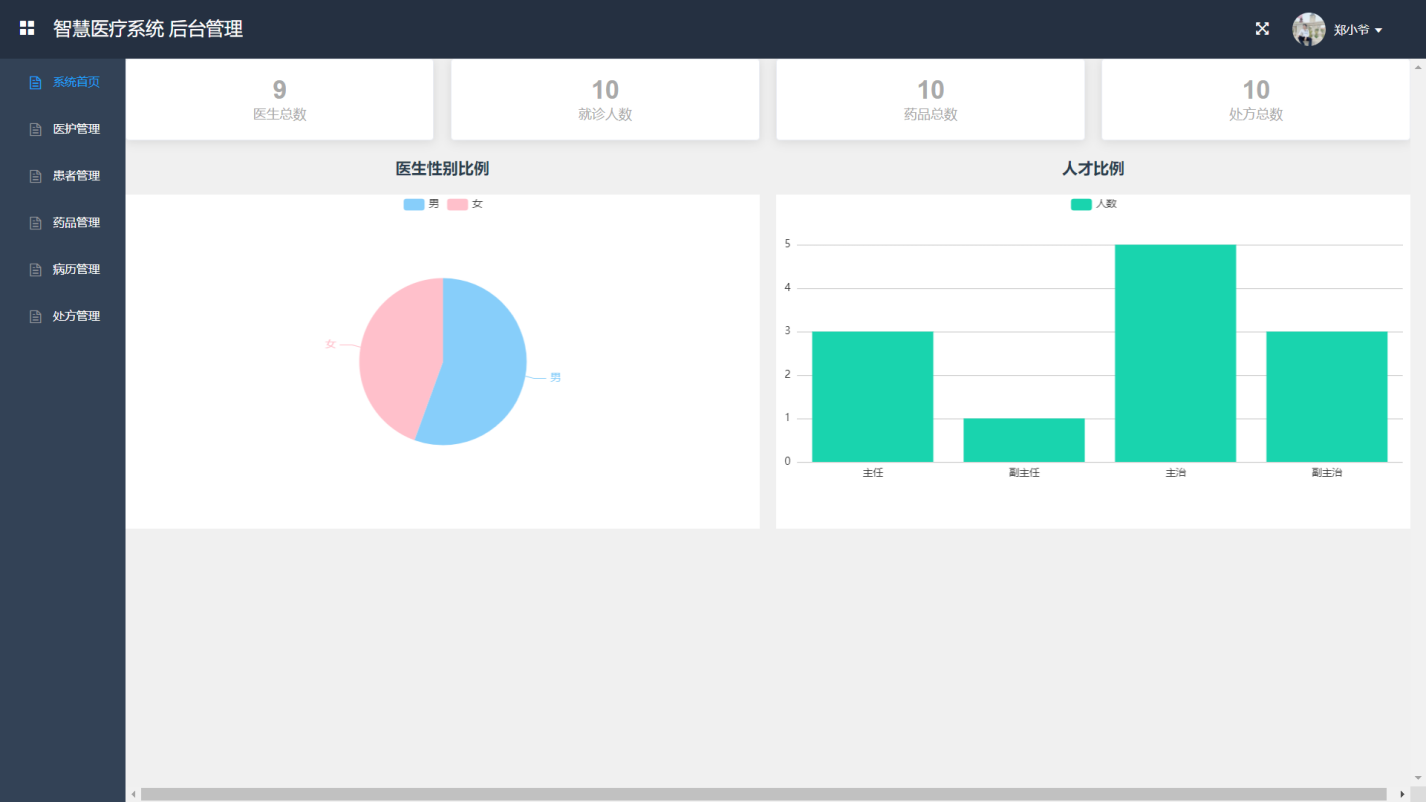 智慧医疗系统 后台管理
郑小爷
系统首页
医护管理
患者管理
药品管理
病历管理
处方管理
9
医生总数
10
就诊人数
10
药品总数
10
处方总数
医生性别比例
男 女
女
男
人才比例
人数
5
4
3
2
1
0
主任 副主任 主治 副主治